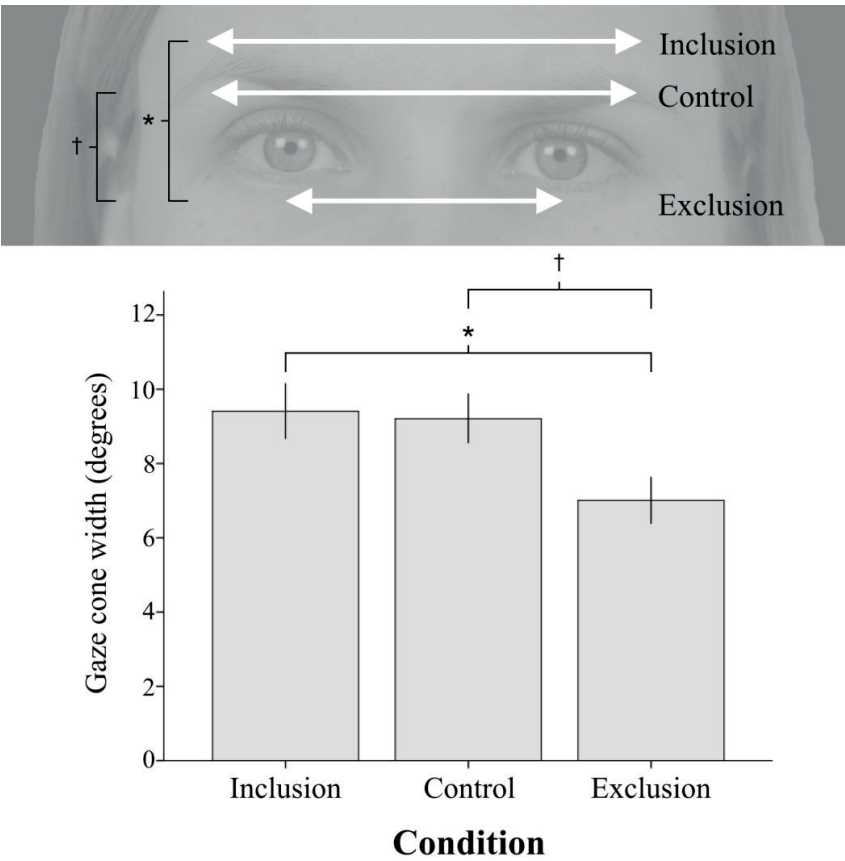 Inclusion
Control
Exclusion
*
†
†
*
12
10
8
6
4
2
0
Gaze cone width (degrees)
Inclusion Control Exclusion
Condition